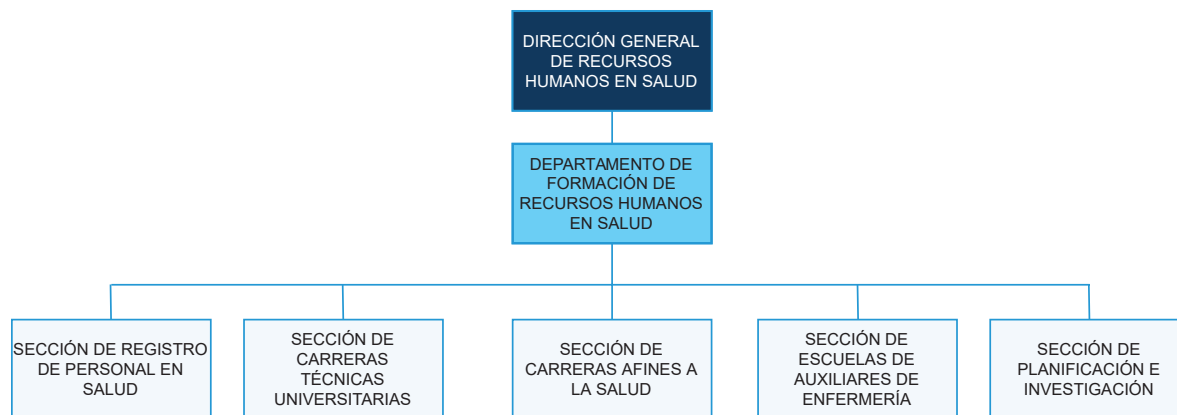 DIRECCIÓN GENERAL
DE RECURSOS
HUMANOS EN SALUD
DEPARTAMENTO DE
FORMACIÓN DE
RECURSOS HUMANOS
EN SALUD
SECCIÓN DE REGISTRO
DE PERSONAL EN
SALUD
SECCIÓN DE
CARRERAS
TÉCNICAS
UNIVERSITARIAS
SECCIÓN DE
CARRERAS AFINES A
LA SALUD
SECCIÓN DE
ESCUELAS DE
AUXILIARES DE
ENFERMERÍA
SECCIÓN DE
PLANIFICACIÓN E
INVESTIGACIÓN